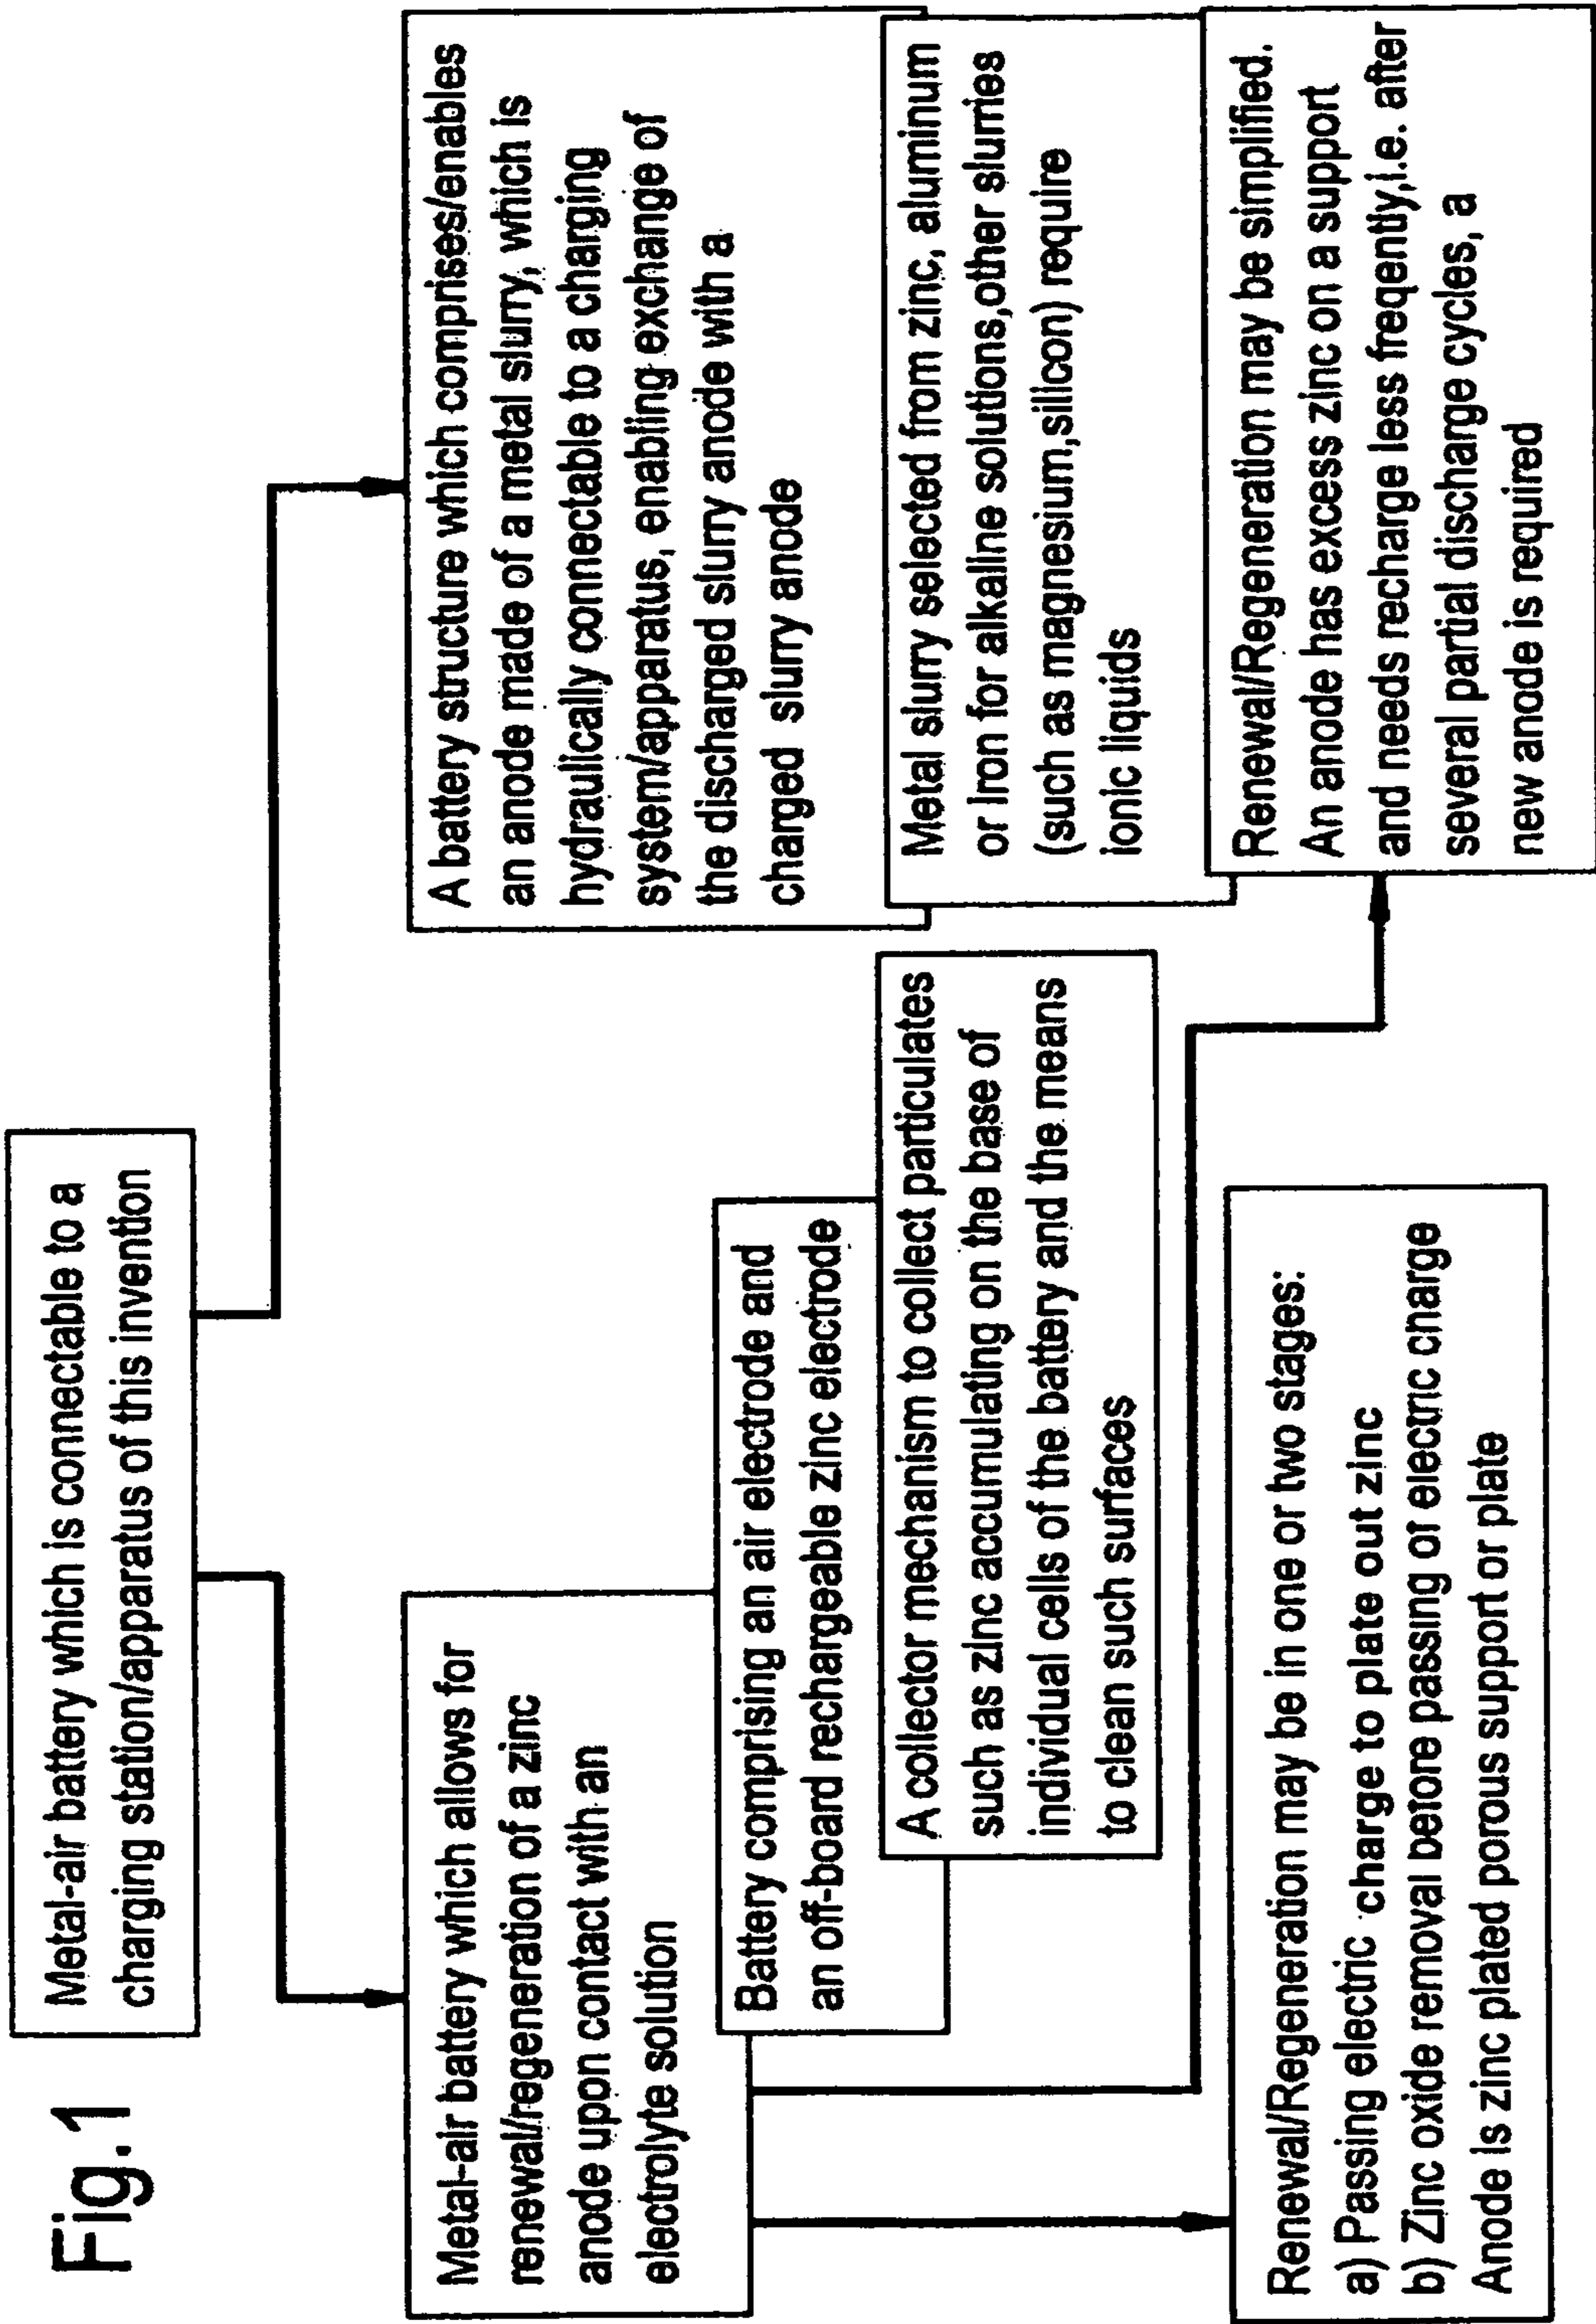 Fig.1
Metal-air battery which is connectable to a
charging station/apparatus of this invention
Metal-air battery which allows for
renewal/regeneration of a zinc
anode upon contact with an
electrolyte solution
A battery structure which comprises/enables
an anode made of a metal slurry, which is
hydraulically connectable to a charging
system/apparatus, enabling exchange of
the discharged slurry anode with a
charged slurry anode
Battery comprising an air electrode and
an off-board rechargeable zinc electrode
A collector mechanism to collect particulates
such as zinc accumulating on the base of
individual cells of the battery and the means
to clean such surfaces
Metal slurry selected from zinc, aluminum
or Iron for alkaline solutions,other slurries
(such as magnesium,silicon) require
ionic liquids
Renewal/Regeneration may be in one or two stages:
a) Passing electric charge to plate out zinc
b) Zinc oxide removal betone passing or electric charge
Anode is zinc plated porous support or plate
Renewal/Regeneration may be simplified.
An anode has excess zinc on a support
and needs recharge less freqently,i.e. after
several partial discharge cycles, a
new anode is required